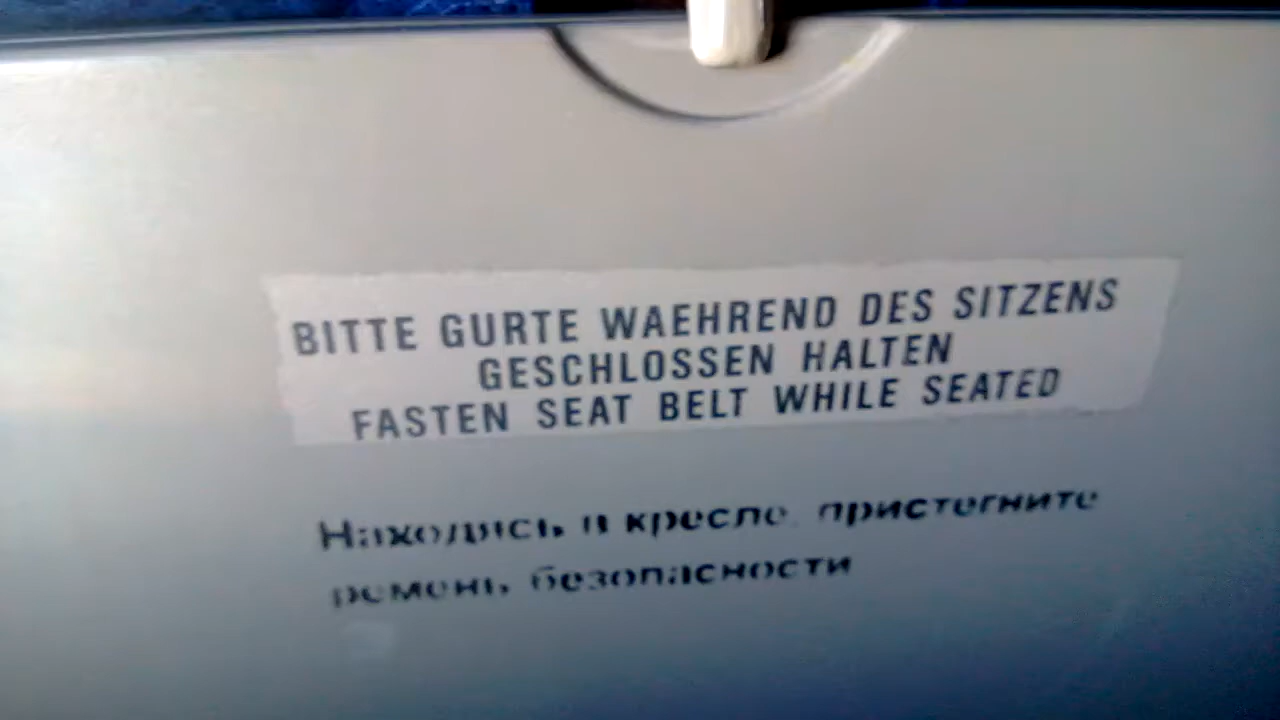 BITTE GURTE WAEHREND DES SITZENS
GESCHLOSSEN HALTEN
FASTEN SEAT BELT WHILE SEATED
Находясь в кресле, пристегните
ремень безопасности